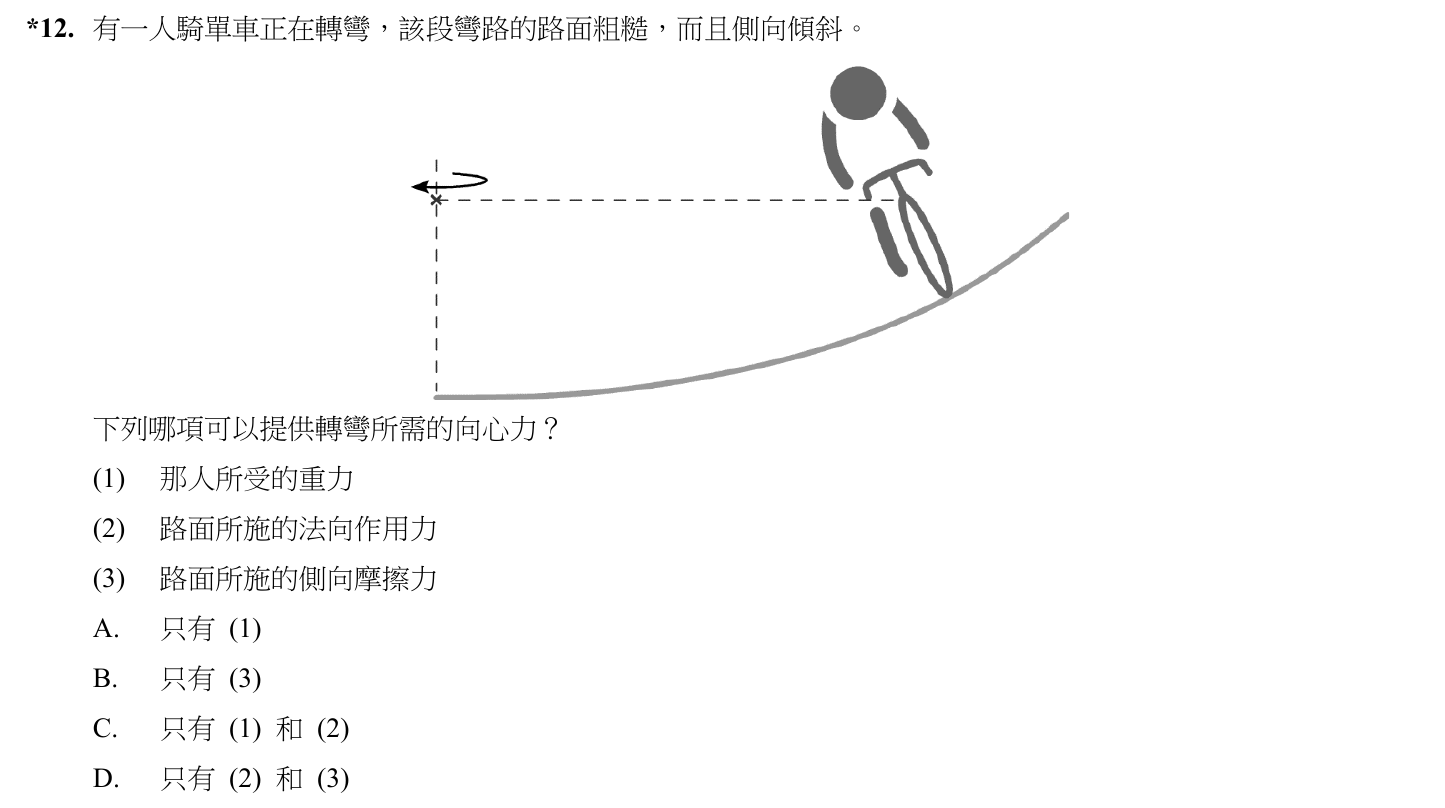 *12. 有一人騎單車正在轉彎，該段彎路的路面粗糙，而且側向傾斜。
下列哪項可以提供轉彎所需的向心力？
(1) 那人所受的重力
(2) 路面所施的法向作用力
(3) 路面所施的側向摩擦力
A. 只有 (1)
B. 只有 (3)
C. 只有 (1) 和 (2)
D. 只有 (2) 和 (3)